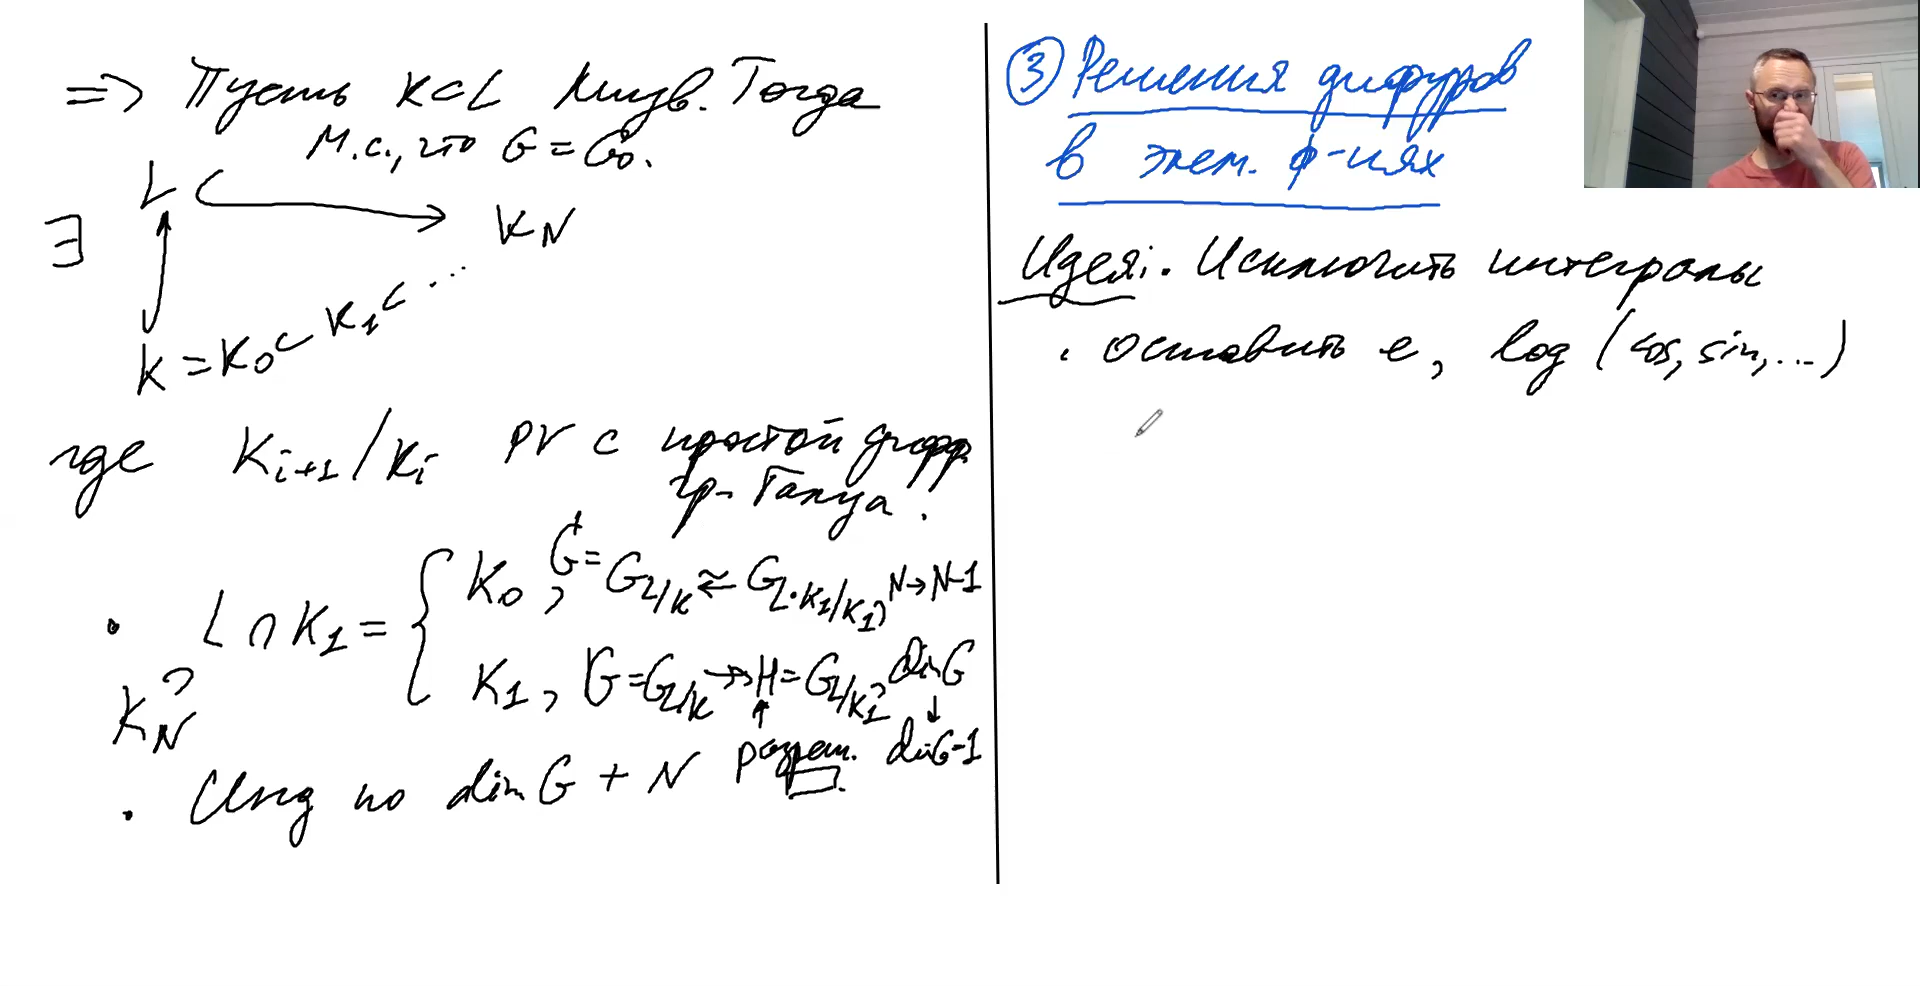 => Пусть K⊂L Лиув. Тогда
М.с., что G = G₀.
∃ L ⊂ → K_N
K = K₀ ⊂ K₁ ⊂ ...
где K_{i+1}/K_i PV с простой дифф.
гр. Галуа!
• L ∩ K₁ = { K₀, G = G_{L/K} ≃ G_{L·K₁/K₁}, N→N-1
K₁, G = G_{L/K} ↠ H = G_{L/K₁}, dim G
K_N разреш. ↓ dim G-1
• Инд по dim G + N □.
③ Решения дифуров
в элем. ф-циях
Идея: • Исключить интегралы
• Оставить e, log (cos, sin, ...)